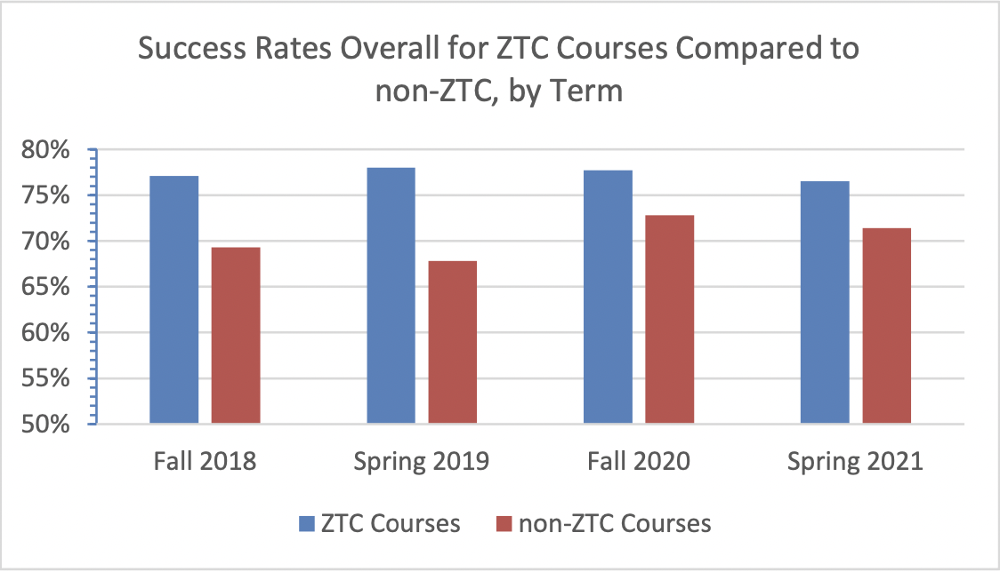 Success Rates Overall for ZTC Courses Compared to
non-ZTC, by Term
80%
75%
70%
65%
60%
55%
50%
Fall 2018 Spring 2019 Fall 2020 Spring 2021
ZTC Courses non-ZTC Courses